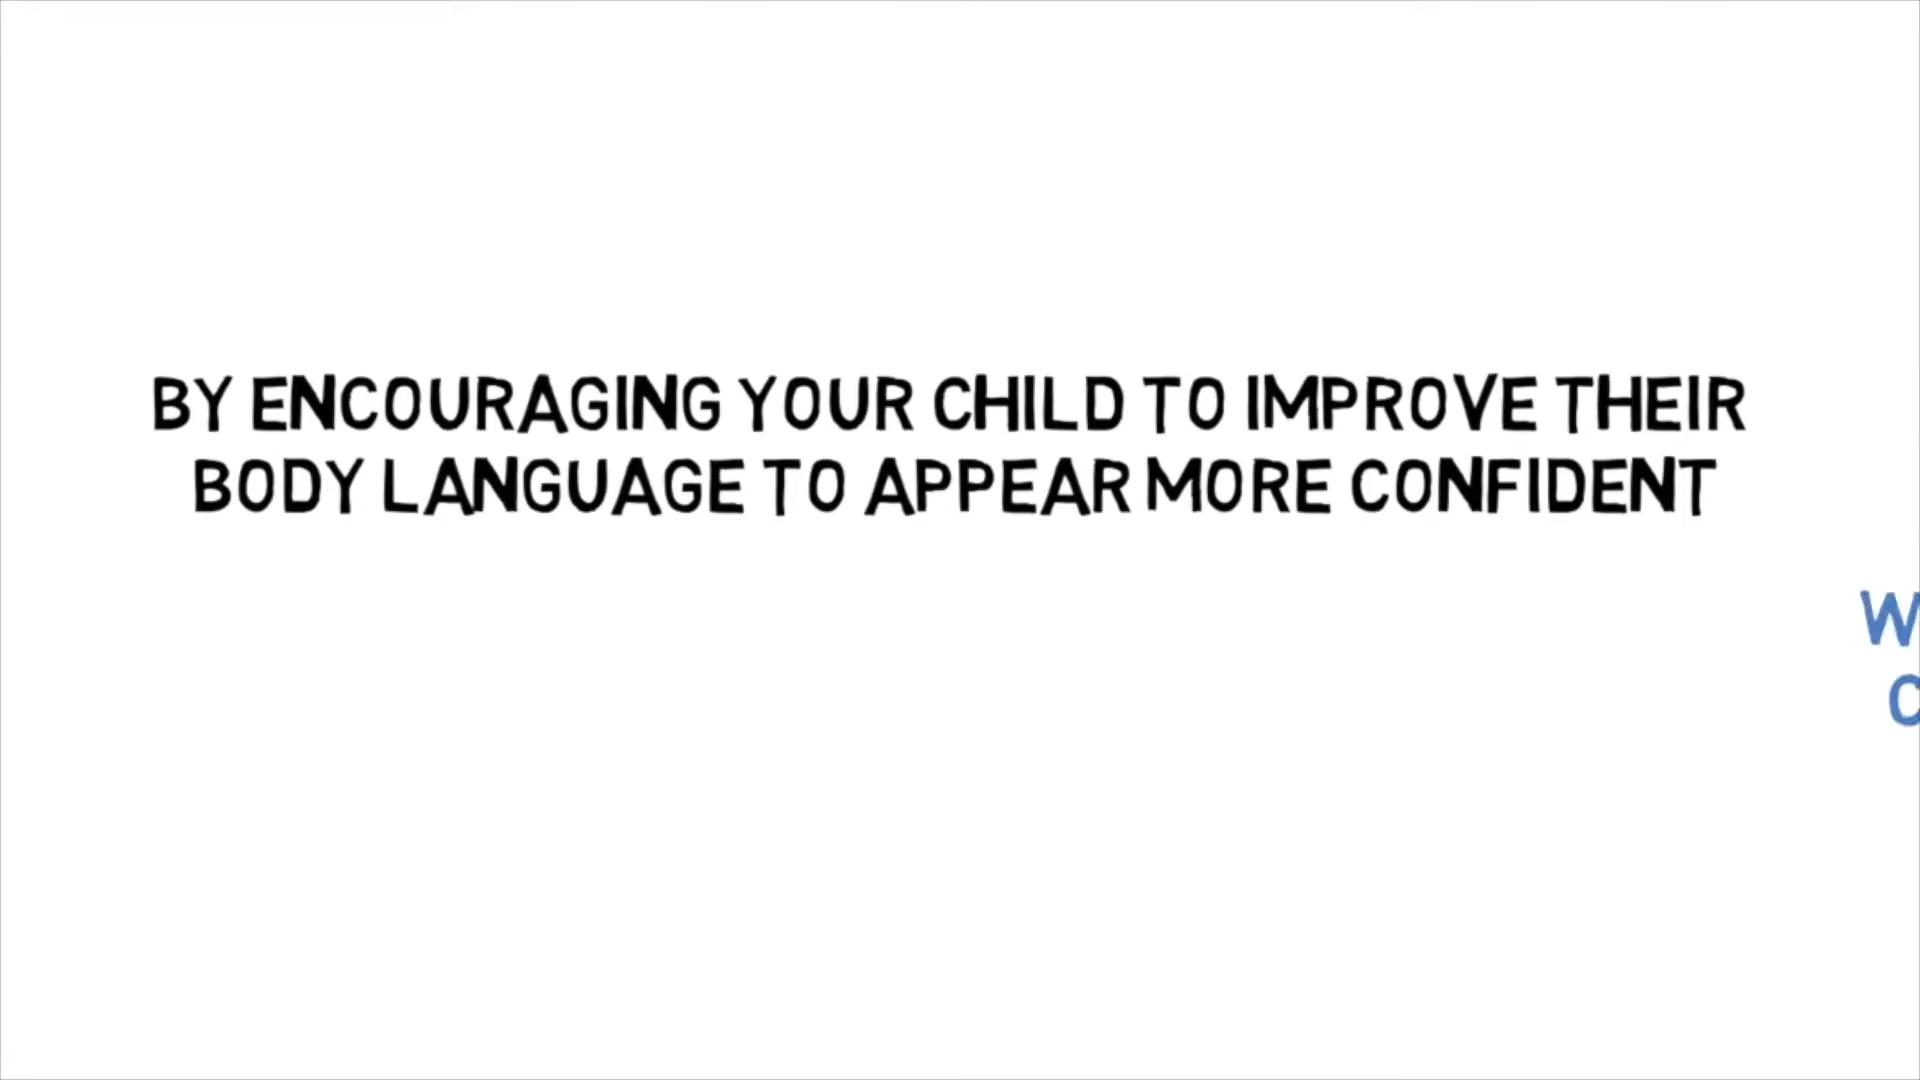 BY ENCOURAGING YOUR CHILD TO IMPROVE THEIR
BODY LANGUAGE TO APPEAR MORE CONFIDENT